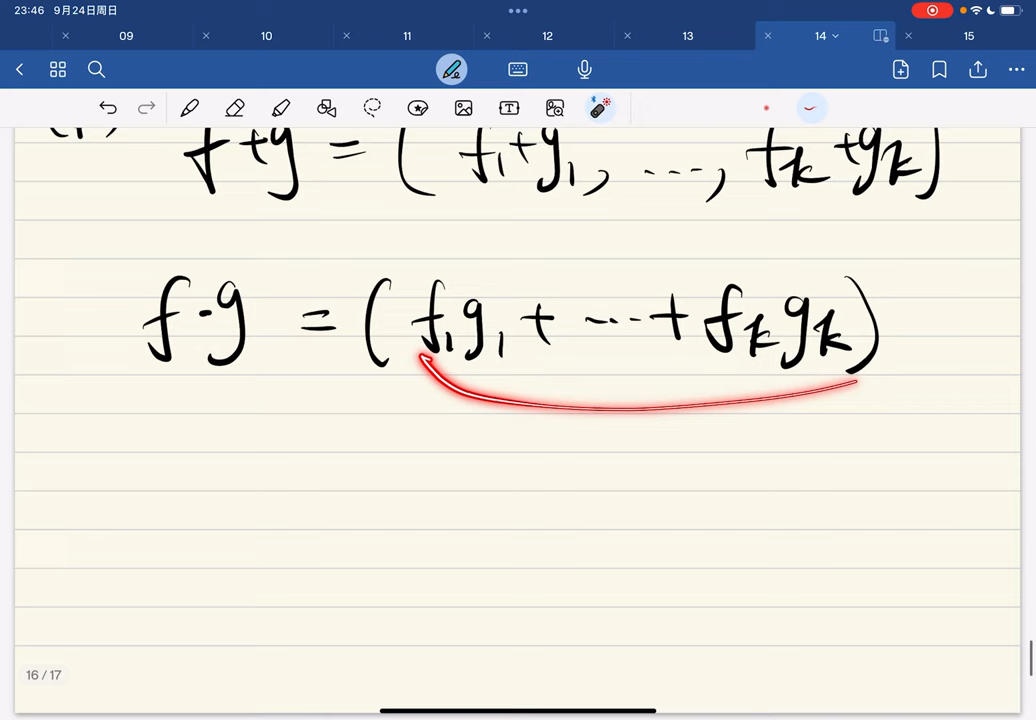 23:46 9月24日周日
09 10 11 12 13 14 15
f+g = (f₁+g₁, ..., fₖ+gₖ)
f·g = (f₁g₁ + ... + fₖgₖ)
16 / 17